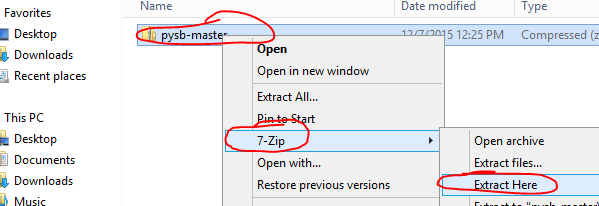 Name
Date modified
Type
Favorites
Desktop
Downloads
Recent places
This PC
Desktop
Documents
Downloads
Music
pysb-master
12/7/2015 12:25 PM
Compressed (z
Open
Open in new window
Extract All...
Pin to Start
7-Zip
Open with...
Restore previous versions
Open archive
Extract files...
Extract Here
Extract to "pysb-master\